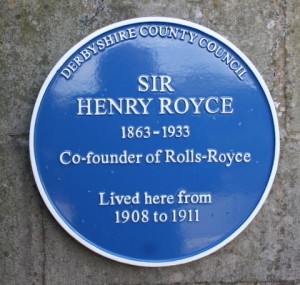 DERBYSHIRE COUNTY COUNCIL
SIR
HENRY ROYCE
1863-1933
Co-founder of Rolls-Royce
Lived here from
1908 to 1911